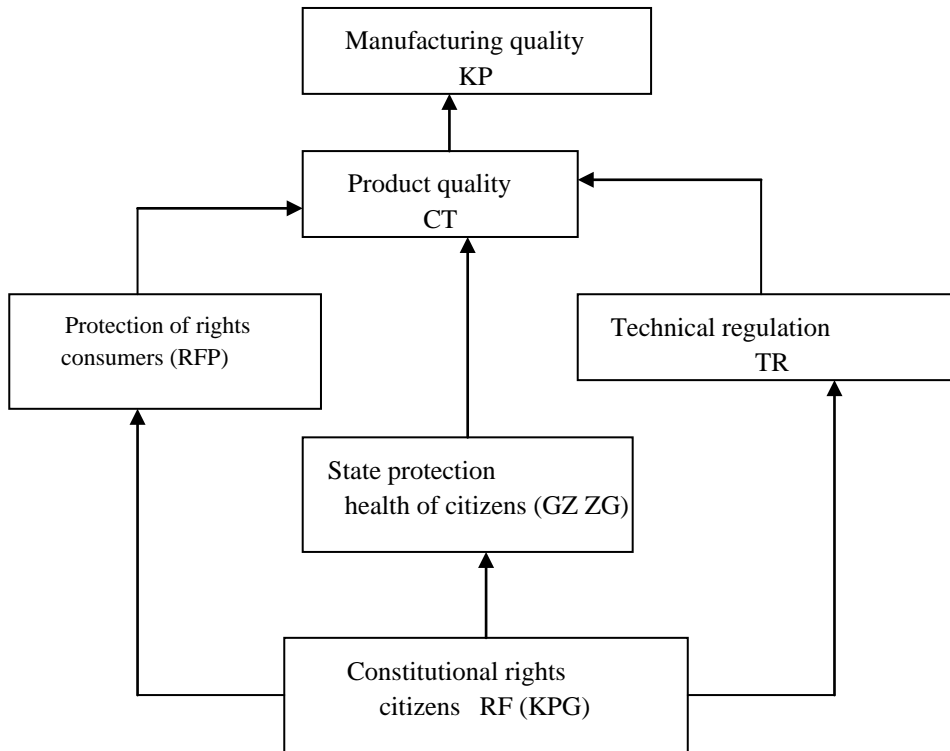 Manufacturing quality
KP
Product quality
CT
Protection of rights
consumers (RFP)
Technical regulation
TR
State protection
health of citizens (GZ ZG)
Constitutional rights
citizens RF (KPG)